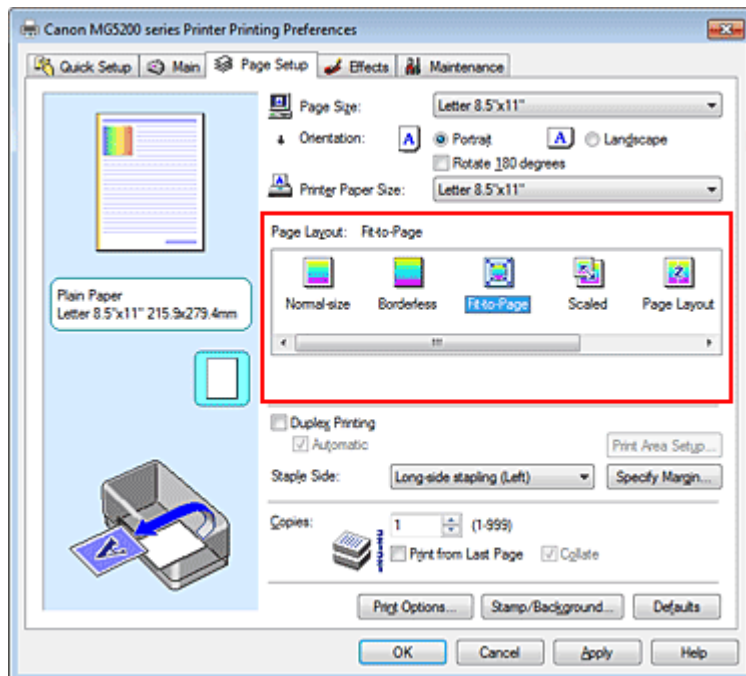 Canon MG5200 series Printer Printing Preferences
Quick Setup Main Page Setup Effects Maintenance
Page Size: Letter 8.5"x11"
Orientation: A Portrait A Landscape
Rotate 180 degrees
Printer Paper Size: Letter 8.5"x11"
Page Layout: Fit-to-Page
Normal-size Borderless Fit-to-Page Scaled Page Layout
Plain Paper
Letter 8.5"x11" 215.9x279.4mm
Duplex Printing
Automatic
Print Area Setup...
Staple Side: Long-side stapling (Left) Specify Margin...
Copies: 1 (1-999)
Print from Last Page Collate
Print Options... Stamp/Background... Defaults
OK Cancel Apply Help